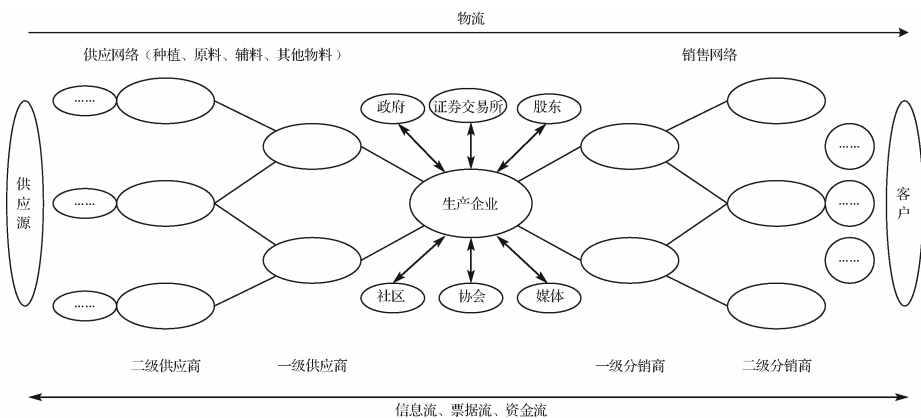 物流
供应网络（种植、原料、辅料、其他物料）
销售网络
……
政府
证券交易所
股东
……
供应源
……
生产企业
……
客户
……
……
社区
协会
媒体
二级供应商
一级供应商
一级分销商
二级分销商
信息流、票据流、资金流